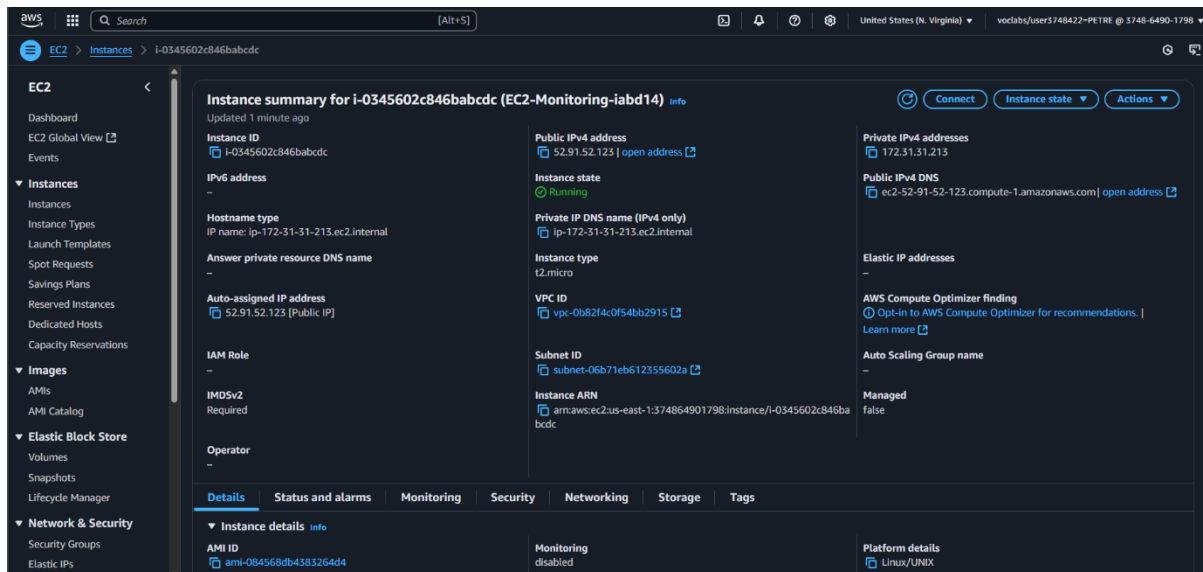 aws
Search [Alt+S] United States (N. Virginia) voclabs/user3748422=PETRE @ 3748-6490-1798
EC2 > Instances > i-0345602c846babcdc
EC2
Dashboard
EC2 Global View
Events
Instances
Instances
Instance Types
Launch Templates
Spot Requests
Savings Plans
Reserved Instances
Dedicated Hosts
Capacity Reservations
Images
AMIs
AMI Catalog
Elastic Block Store
Volumes
Snapshots
Lifecycle Manager
Network & Security
Security Groups
Elastic IPs
Instance summary for i-0345602c846babcdc (EC2-Monitoring-iabd14) Info
Connect Instance state Actions
Updated 1 minute ago
Instance ID
i-0345602c846babcdc
Public IPv4 address
52.91.52.123 | open address
Private IPv4 addresses
172.31.31.213
IPv6 address
–
Instance state
Running
Public IPv4 DNS
ec2-52-91-52-123.compute-1.amazonaws.com | open address
Hostname type
IP name: ip-172-31-31-213.ec2.internal
Private IP DNS name (IPv4 only)
ip-172-31-31-213.ec2.internal
Answer private resource DNS name
–
Instance type
t2.micro
Elastic IP addresses
–
Auto-assigned IP address
52.91.52.123 [Public IP]
VPC ID
vpc-0b82f4c0f54bb2915
AWS Compute Optimizer finding
Opt-in to AWS Compute Optimizer for recommendations. |
Learn more
IAM Role
–
Subnet ID
subnet-06b71eb612355602a
Auto Scaling Group name
–
IMDSv2
Required
Instance ARN
arn:aws:ec2:us-east-1:374864901798:instance/i-0345602c846ba
bcdc
Managed
false
Operator
–
Details Status and alarms Monitoring Security Networking Storage Tags
Instance details Info
AMI ID
ami-084568db4383264d4
Monitoring
disabled
Platform details
Linux/UNIX